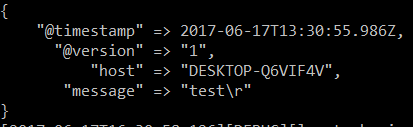 {
    "@timestamp" => 2017-06-17T13:30:55.986Z,
      "@version" => "1",
          "host" => "DESKTOP-Q6VIF4V",
       "message" => "test\r"
}